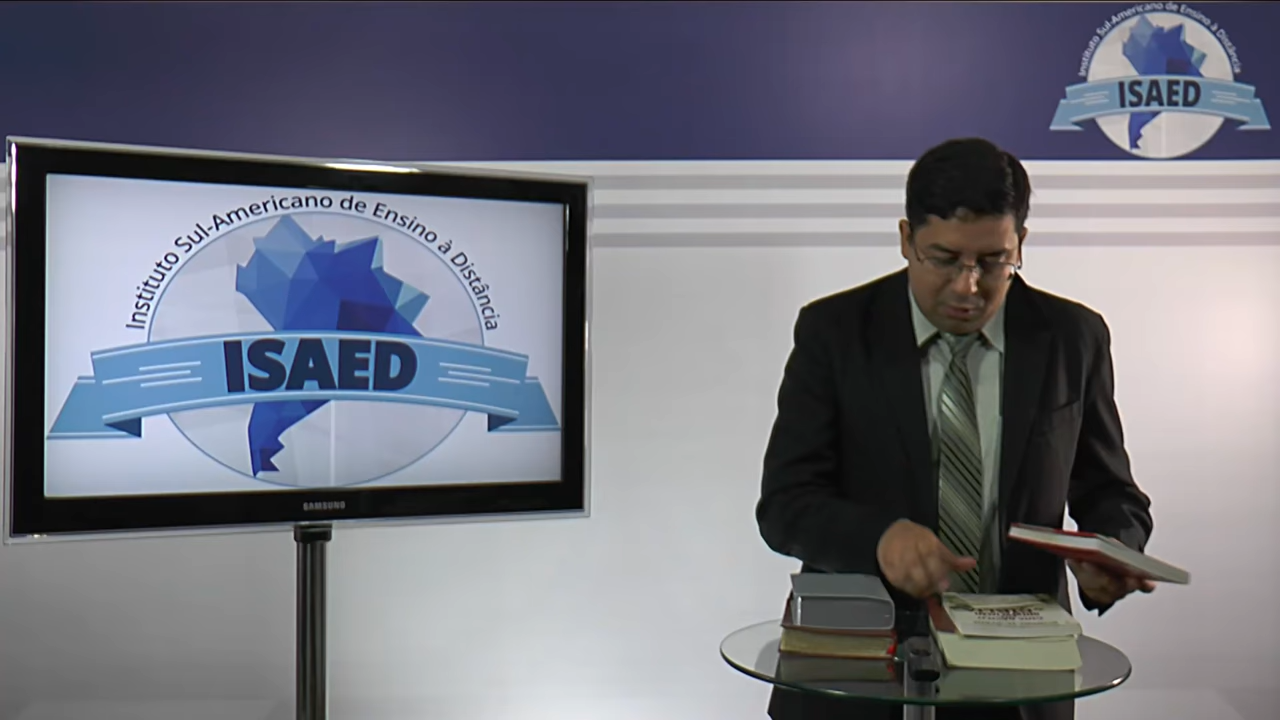 Instituto Sul-Americano de Ensino à Distância
ISAED
Instituto Sul-Americano de Ensino à Distância
ISAED
SAMSUNG